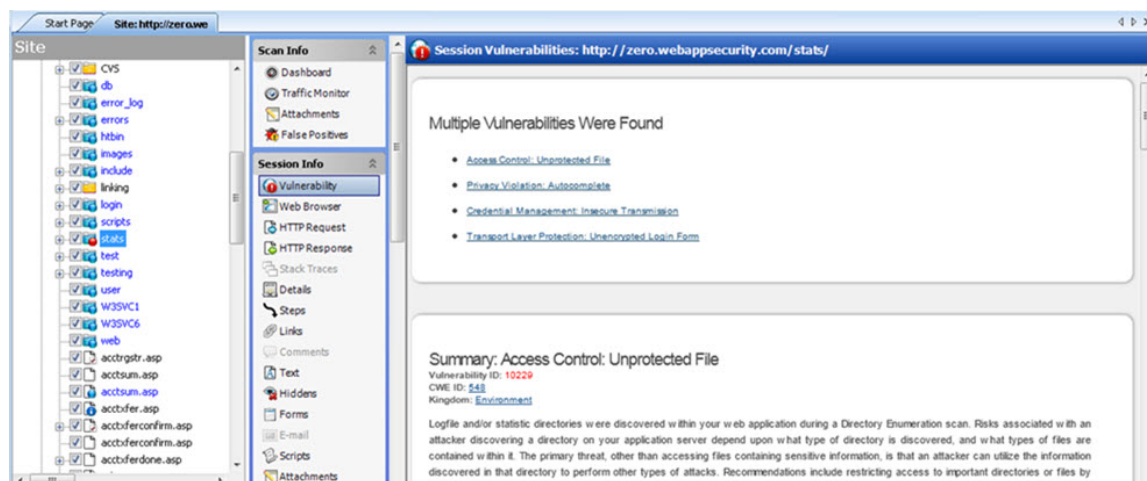 Start Page
Site: http://zero.we
Site
CVS
db
error_log
errors
htbin
images
include
linking
login
scripts
stats
test
testing
user
W3SVC1
W3SVC6
web
acctrgstr.asp
acctsum.asp
acctsum.asp
acctxfer.asp
acctxferconfirm.asp
acctxferconfirm.asp
acctxferdone.asp
Scan Info
Dashboard
Traffic Monitor
Attachments
False Positives
Session Info
Vulnerability
Web Browser
HTTP Request
HTTP Response
Stack Traces
Details
Steps
Links
Comments
Text
Hiddens
Forms
E-mail
Scripts
Attachments
Session Vulnerabilities: http://zero.webappsecurity.com/stats/
Multiple Vulnerabilities Were Found
Access Control: Unprotected File
Privacy Violation: Autocomplete
Credential Management: Insecure Transmission
Transport Layer Protection: Unencrypted Login Form
Summary: Access Control: Unprotected File
Vulnerability ID: 10229
CWE ID: 548
Kingdom: Environment
Logfile and/or statistic directories were discovered within your web application during a Directory Enumeration scan. Risks associated with an
attacker discovering a directory on your application server depend upon what type of directory is discovered, and what types of files are
contained within it. The primary threat, other than accessing files containing sensitive information, is that an attacker can utilize the information
discovered in that directory to perform other types of attacks. Recommendations include restricting access to important directories or files by